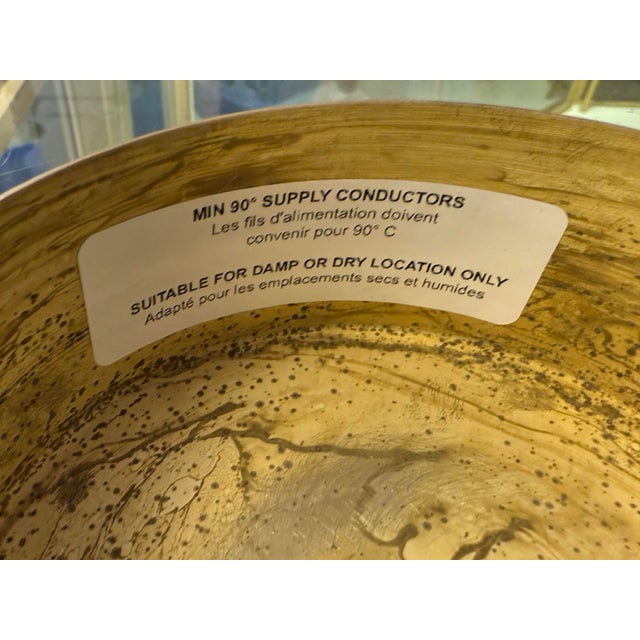 MIN 90° SUPPLY CONDUCTORS
Les fils d'alimentation doivent
convenir pour 90° C
SUITABLE FOR DAMP OR DRY LOCATION ONLY
Adapté pour les emplacements secs et humides